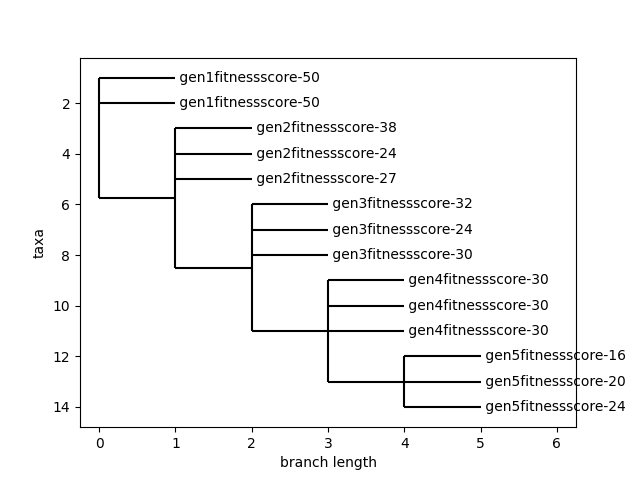 gen1fitnessscore-50
gen1fitnessscore-50
2
gen2fitnessscore-38
gen2fitnessscore-24
4
gen2fitnessscore-27
gen3fitnessscore-32
6
gen3fitnessscore-24
taxa
gen3fitnessscore-30
8
gen4fitnessscore-30
gen4fitnessscore-30
10
gen4fitnessscore-30
gen5fitnessscore-16
12
gen5fitnessscore-20
gen5fitnessscore-24
14
0 1 2 3 4 5 6
branch length